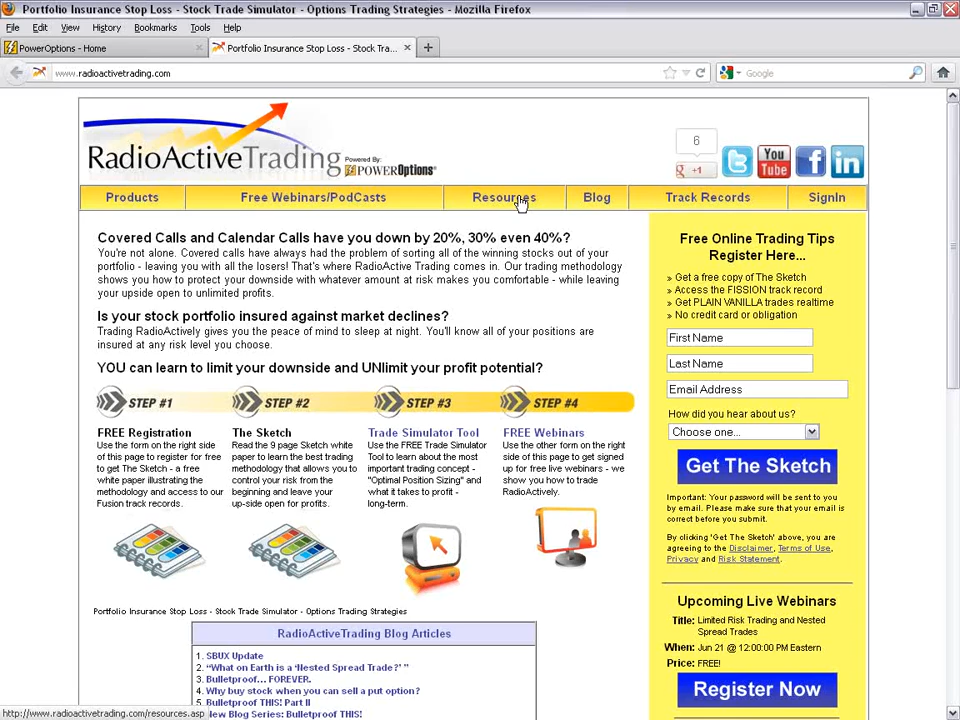 Portfolio Insurance Stop Loss - Stock Trade Simulator - Options Trading Strategies - Mozilla Firefox
File Edit View History Bookmarks Tools Help
PowerOptions - Home
Portfolio Insurance Stop Loss - Stock Tra...
www.radioactivetrading.com
Google
RadioActiveTrading Powered By: POWEROPTIONS®
6
g +1
You Tube
f
in
Products
Free Webinars/PodCasts
Resources
Blog
Track Records
SignIn
Covered Calls and Calendar Calls have you down by 20%, 30% even 40%?
You're not alone. Covered calls have always had the problem of sorting all of the winning stocks out of your
portfolio - leaving you with all the losers! That's where RadioActive Trading comes in. Our trading methodology
shows you how to protect your downside with whatever amount at risk makes you comfortable - while leaving
your upside open to unlimited profits.
Is your stock portfolio insured against market declines?
Trading RadioActively gives you the peace of mind to sleep at night. You'll know all of your positions are
insured at any risk level you choose.
YOU can learn to limit your downside and UNlimit your profit potential?
STEP #1
STEP #2
STEP #3
STEP #4
FREE Registration
Use the form on the right side
of this page to register for free
to get The Sketch - a free
white paper illustrating the
methodology and access to our
Fusion track records.
The Sketch
Read the 9 page Sketch white
paper to learn the best trading
methodology that allows you to
control your risk from the
beginning and leave your
up-side open for profits.
Trade Simulator Tool
Use the FREE Trade Simulator
Tool to learn about the most
important trading concept -
"Optimal Position Sizing" and
what it takes to profit -
long-term.
FREE Webinars
Use the other form on the right
side of this page to get signed
up for free live webinars - we
show you how to trade
RadioActively.
Portfolio Insurance Stop Loss - Stock Trade Simulator - Options Trading Strategies
RadioActiveTrading Blog Articles
1. SBUX Update
2. "What on Earth is a 'Nested Spread Trade?' "
3. Bulletproof... FOREVER.
4. Why buy stock when you can sell a put option?
5. Bulletproof THIS! Part II
New Blog Series: Bulletproof THIS!
Free Online Trading Tips
Register Here...
» Get a free copy of The Sketch
» Access the FISSION track record
» Get PLAIN VANILLA trades realtime
» No credit card or obligation
First Name
Last Name
Email Address
How did you hear about us?
Choose one...
Get The Sketch
Important: Your password will be sent to you
by email. Please make sure that your email is
correct before you submit.
By clicking 'Get The Sketch' above, you are
agreeing to the Disclaimer, Terms of Use,
Privacy and Risk Statement.
Upcoming Live Webinars
Title: Limited Risk Trading and Nested
Spread Trades
When: Jun 21 @ 12:00:00 PM Eastern
Price: FREE!
Register Now
http://www.radioactivetrading.com/resources.asp